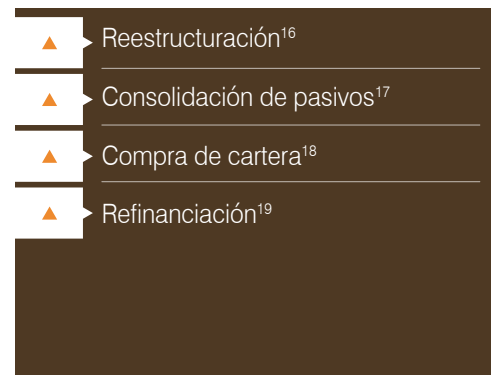 Reestructuración¹⁶
Consolidación de pasivos¹⁷
Compra de cartera¹⁸
Refinanciación¹⁹